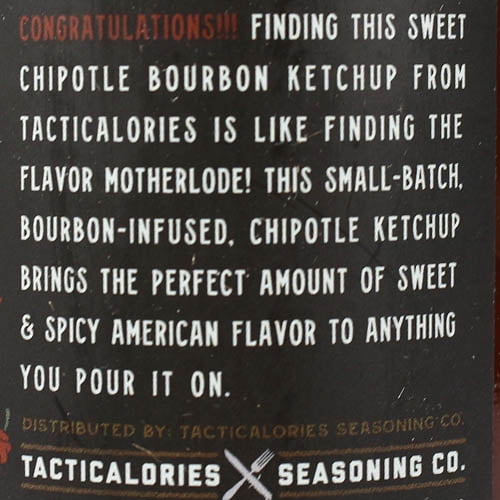 CONGRATULATIONS!!! FINDING THIS SWEET
CHIPOTLE BOURBON KETCHUP FROM
TACTICALORIES IS LIKE FINDING THE
FLAVOR MOTHERLODE! THIS SMALL-BATCH,
BOURBON-INFUSED, CHIPOTLE KETCHUP
BRINGS THE PERFECT AMOUNT OF SWEET
& SPICY AMERICAN FLAVOR TO ANYTHING
YOU POUR IT ON.
DISTRIBUTED BY: TACTICALORIES SEASONING CO.
TACTICALORIES SEASONING CO.